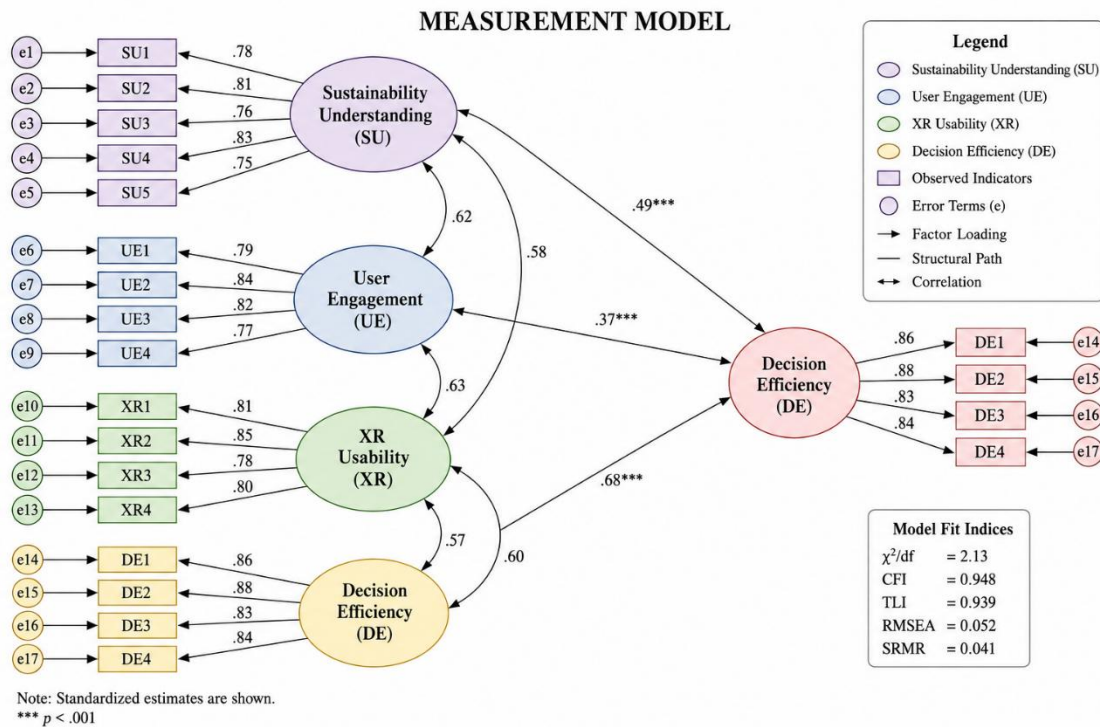 MEASUREMENT MODEL
e1
SU1
.78
e2
SU2
.81
e3
SU3
.76
e4
SU4
.83
e5
SU5
.75
Sustainability
Understanding
(SU)
.62
.58
.49***
e6
UE1
.79
e7
UE2
.84
e8
UE3
.82
e9
UE4
.77
User
Engagement
(UE)
.37***
.63
e10
XR1
.81
e11
XR2
.85
e12
XR3
.78
e13
XR4
.80
XR
Usability
(XR)
.57
.60
.68***
e14
DE1
.86
e15
DE2
.88
e16
DE3
.83
e17
DE4
.84
Decision
Efficiency
(DE)
Decision
Efficiency
(DE)
.86
DE1
e14
.88
DE2
e15
.83
DE3
e16
.84
DE4
e17
Legend
Sustainability Understanding (SU)
User Engagement (UE)
XR Usability (XR)
Decision Efficiency (DE)
Observed Indicators
Error Terms (e)
Factor Loading
Structural Path
Correlation
Model Fit Indices
χ²/df = 2.13
CFI = 0.948
TLI = 0.939
RMSEA = 0.052
SRMR = 0.041
Note: Standardized estimates are shown.
*** p < .001